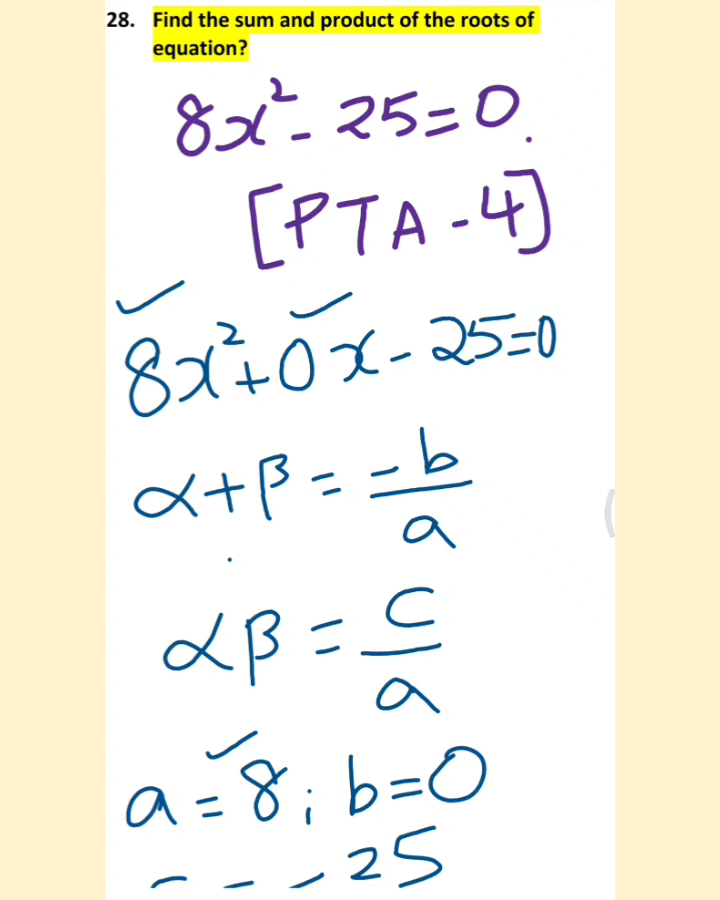 28. Find the sum and product of the roots of
equation?
8x² - 25 = 0.
[PTA - 4]
8x² + 0x - 25 = 0
α + β = -b/a
αβ = c/a
a = 8; b = 0
25